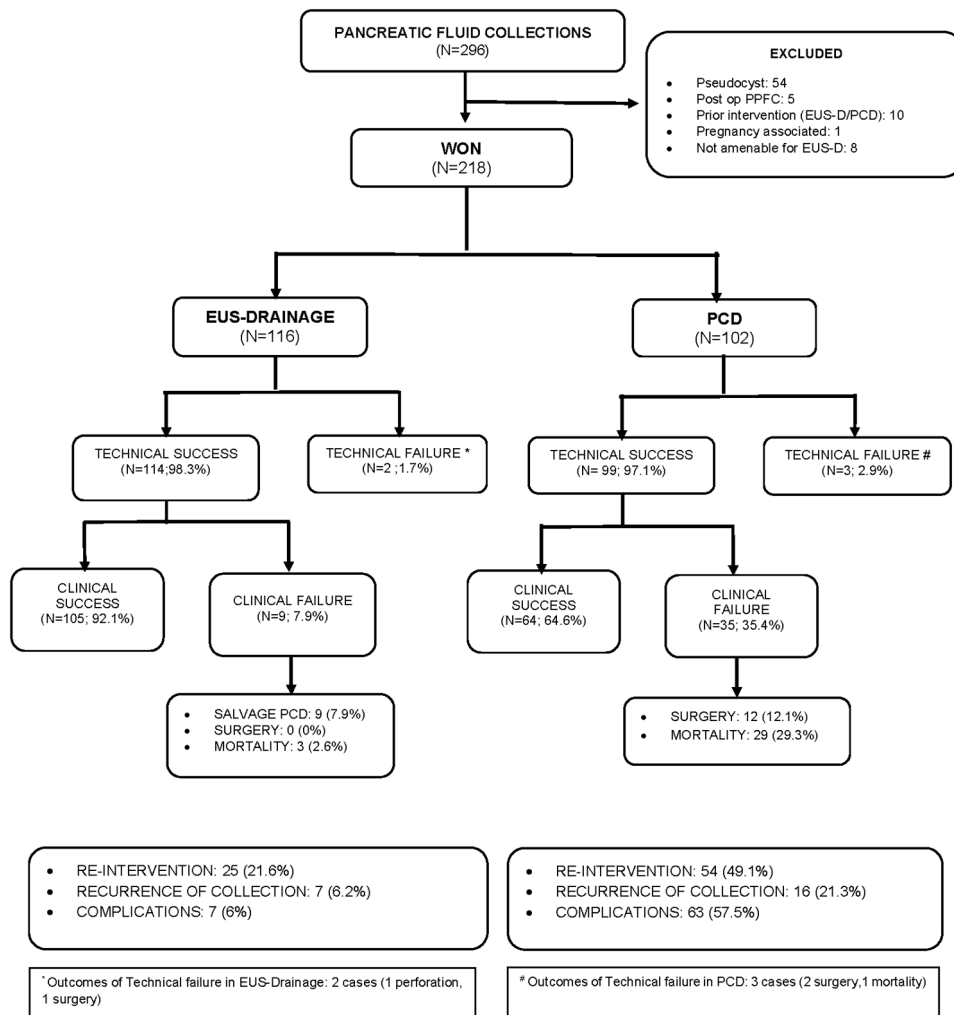 PANCREATIC FLUID COLLECTIONS
(N=296)
EXCLUDED
• Pseudocyst: 54
• Post op PPFC: 5
• Prior intervention (EUS-D/PCD): 10
• Pregnancy associated: 1
• Not amenable for EUS-D: 8
WON
(N=218)
EUS-DRAINAGE
(N=116)
PCD
(N=102)
TECHNICAL SUCCESS
(N=114;98.3%)
TECHNICAL FAILURE *
(N=2 ;1.7%)
TECHNICAL SUCCESS
(N= 99; 97.1%)
TECHNICAL FAILURE #
(N=3; 2.9%)
CLINICAL
SUCCESS
(N=105; 92.1%)
CLINICAL FAILURE
(N=9; 7.9%)
CLINICAL
SUCCESS
(N=64; 64.6%)
CLINICAL
FAILURE
(N=35; 35.4%)
• SALVAGE PCD: 9 (7.9%)
• SURGERY: 0 (0%)
• MORTALITY: 3 (2.6%)
• SURGERY: 12 (12.1%)
• MORTALITY: 29 (29.3%)
• RE-INTERVENTION: 25 (21.6%)
• RECURRENCE OF COLLECTION: 7 (6.2%)
• COMPLICATIONS: 7 (6%)
• RE-INTERVENTION: 54 (49.1%)
• RECURRENCE OF COLLECTION: 16 (21.3%)
• COMPLICATIONS: 63 (57.5%)
* Outcomes of Technical failure in EUS-Drainage: 2 cases (1 perforation,
1 surgery)
# Outcomes of Technical failure in PCD: 3 cases (2 surgery,1 mortality)